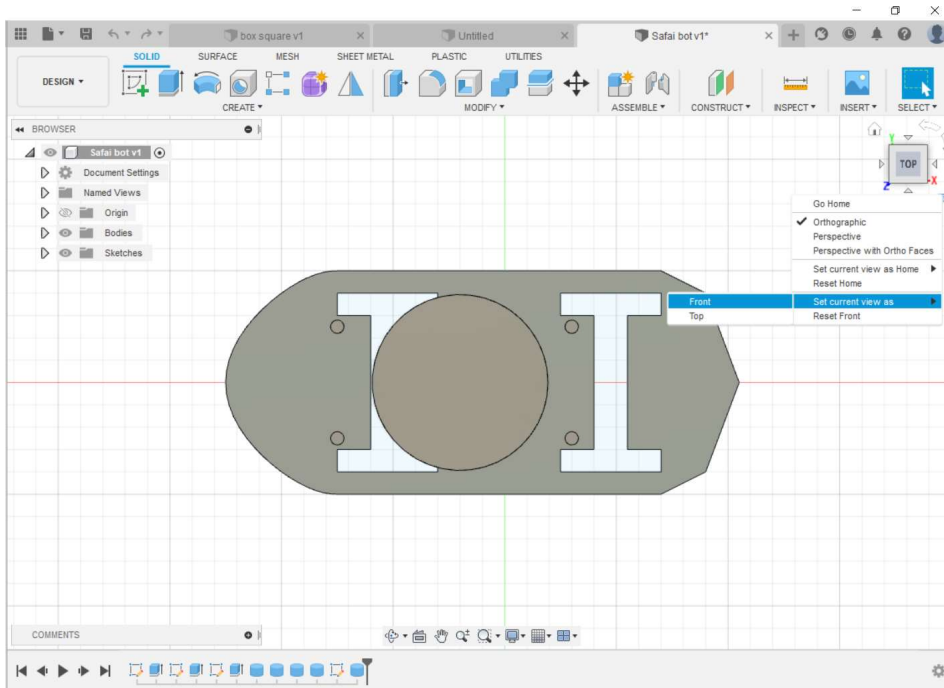 box square v1
Untitled
Safai bot v1*
DESIGN
SOLID SURFACE MESH SHEET METAL PLASTIC UTILITIES
CREATE MODIFY ASSEMBLE CONSTRUCT INSPECT INSERT SELECT
BROWSER
Safai bot v1
Document Settings
Named Views
Origin
Bodies
Sketches
Y
TOP
X
Z
Go Home
Orthographic
Perspective
Perspective with Ortho Faces
Set current view as Home
Reset Home
Front
Set current view as
Top
Reset Front
COMMENTS